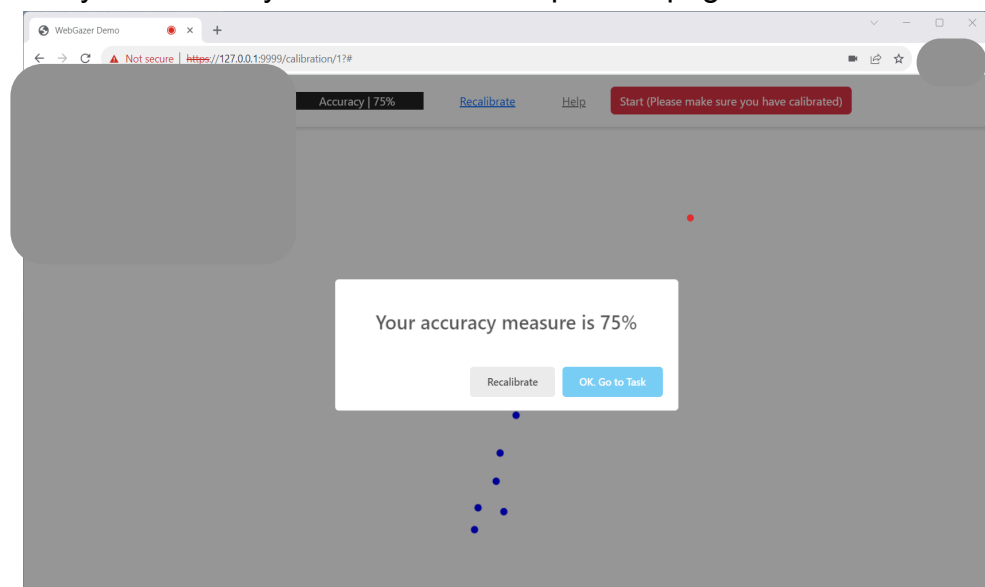 WebGazer Demo
Not secure | https://127.0.0.1:9999/calibration/1?#
Accuracy | 75% Recalibrate Help Start (Please make sure you have calibrated)
Your accuracy measure is 75%
Recalibrate OK. Go to Task